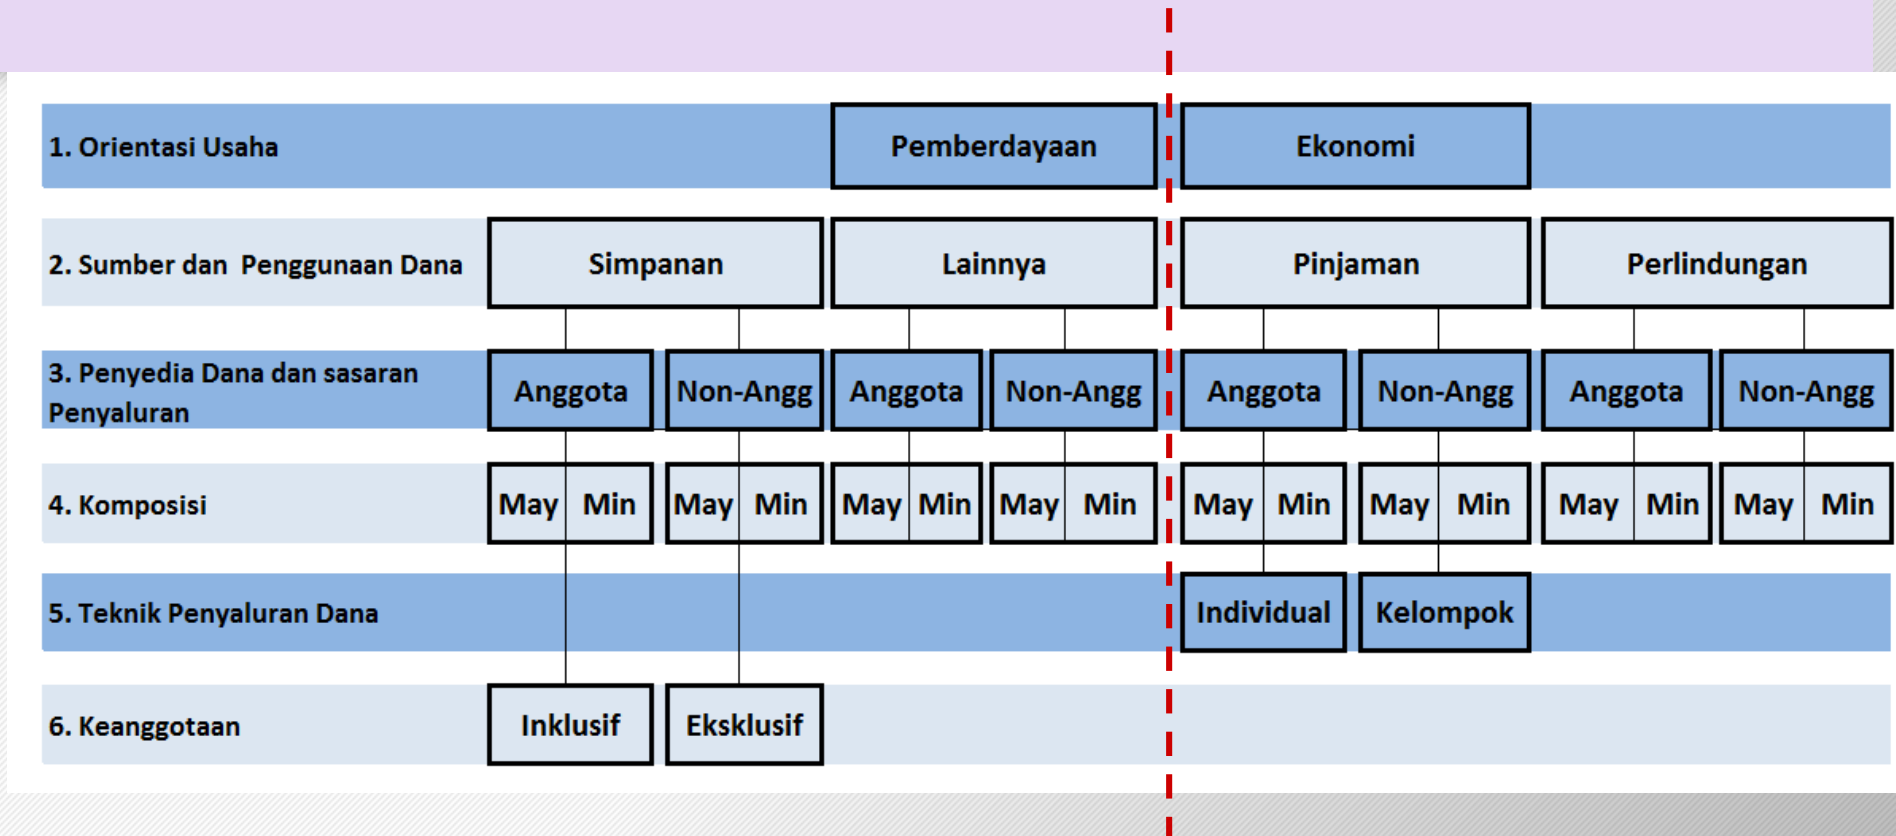 1. Orientasi Usaha Pemberdayaan Ekonomi
2. Sumber dan Penggunaan Dana Simpanan Lainnya Pinjaman Perlindungan
3. Penyedia Dana dan sasaran
Penyaluran
Anggota Non-Angg Anggota Non-Angg Anggota Non-Angg Anggota Non-Angg
4. Komposisi May Min May Min May Min May Min May Min May Min May Min May Min
5. Teknik Penyaluran Dana Individual Kelompok
6. Keanggotaan Inklusif Eksklusif